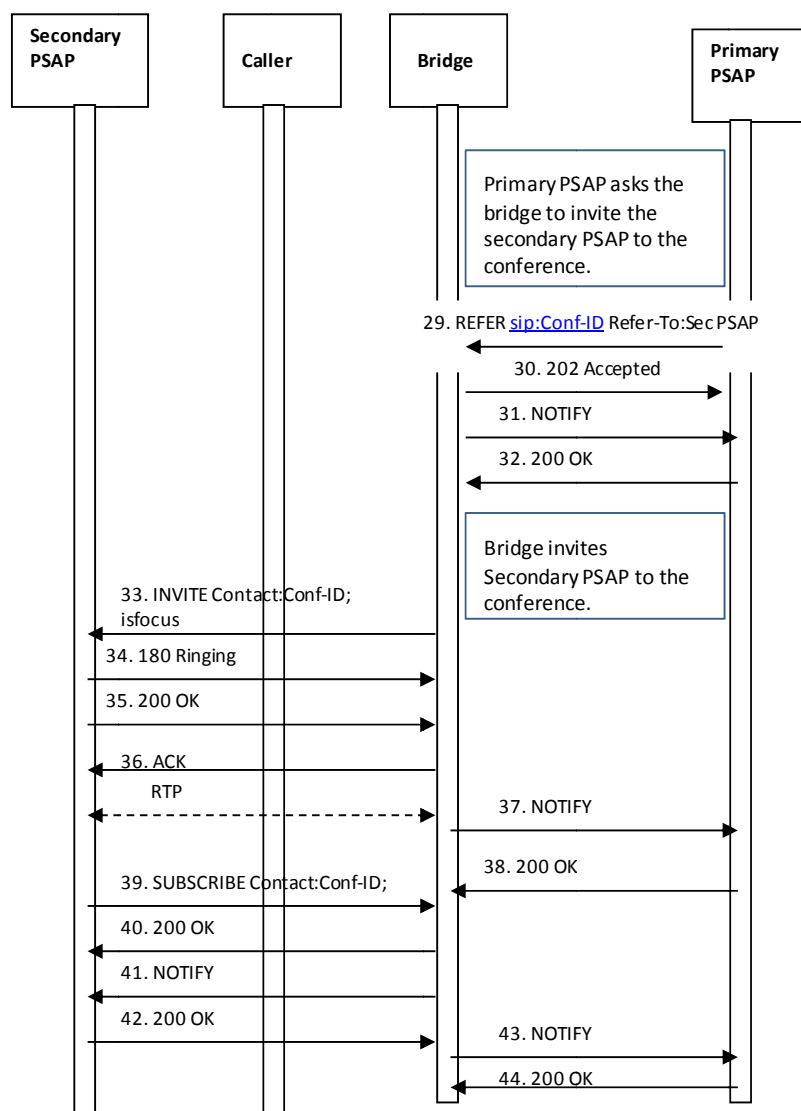 Secondary
PSAP
Caller
Bridge
Primary
PSAP
Primary PSAP asks the
bridge to invite the
secondary PSAP to the
conference.
29. REFER sip:Conf-ID Refer-To:Sec PSAP
30. 202 Accepted
31. NOTIFY
32. 200 OK
Bridge invites
Secondary PSAP to the
conference.
33. INVITE Contact:Conf-ID;
isfocus
34. 180 Ringing
35. 200 OK
36. ACK
RTP
37. NOTIFY
38. 200 OK
39. SUBSCRIBE Contact:Conf-ID;
40. 200 OK
41. NOTIFY
42. 200 OK
43. NOTIFY
44. 200 OK